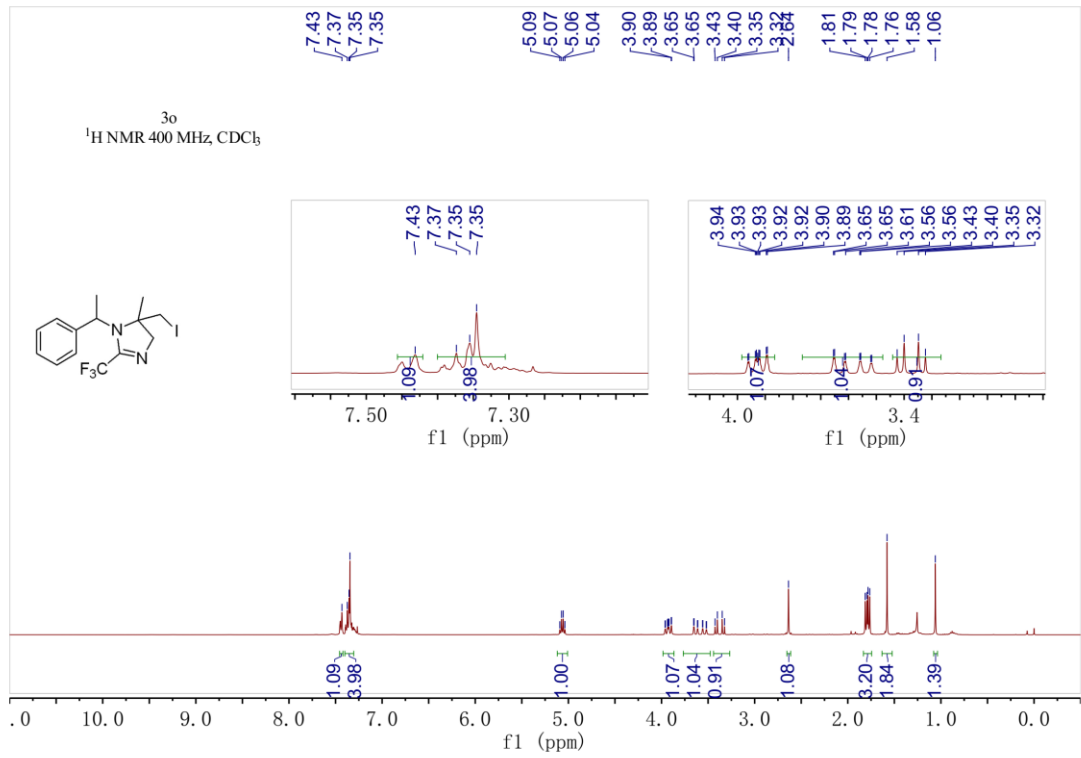 7.43 7.37 7.35 7.35 5.09 5.07 5.06 5.04 3.90 3.89 3.65 3.65 3.43 3.40 3.35 3.32 2.64 1.81 1.79 1.78 1.76 1.58 1.06
3o
¹H NMR 400 MHz, CDCl₃
7.43 7.37 7.35 7.35
1.09 3.98
7.50 7.30
f1 (ppm)
3.94 3.93 3.93 3.92 3.92 3.90 3.89 3.65 3.65 3.61 3.56 3.56 3.43 3.40 3.35 3.32
1.07 1.04 0.91
4.0 3.4
f1 (ppm)
N
I
F₃C
N
1.09 3.98 1.00 1.07 1.04 0.91 1.08 3.20 1.84 1.39
.0 10.0 9.0 8.0 7.0 6.0 5.0 4.0 3.0 2.0 1.0 0.0
f1 (ppm)